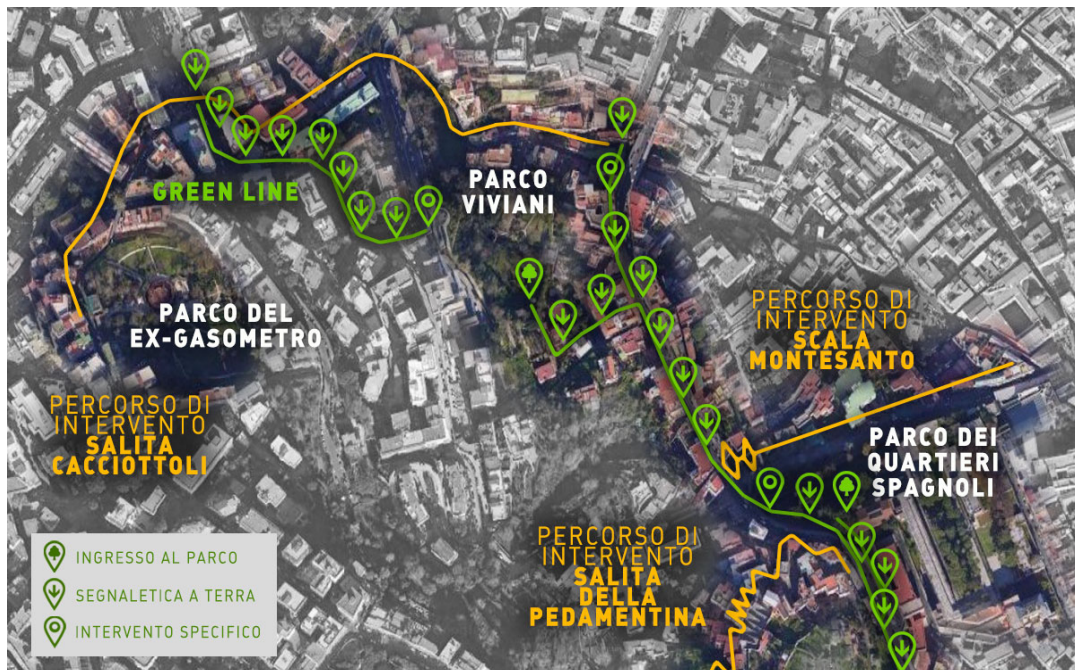 GREEN LINE
PARCO
VIVIANI
PARCO DEL
EX-GASOMETRO
PERCORSO DI
INTERVENTO
SCALA
MONTESANTO
PERCORSO DI
INTERVENTO
SALITA
CACCIOTTOLI
PARCO DEI
QUARTIERI
SPAGNOLI
PERCORSO DI
INTERVENTO
SALITA
DELLA
PEDAMENTINA
INGRESSO AL PARCO
SEGNALETICA A TERRA
INTERVENTO SPECIFICO